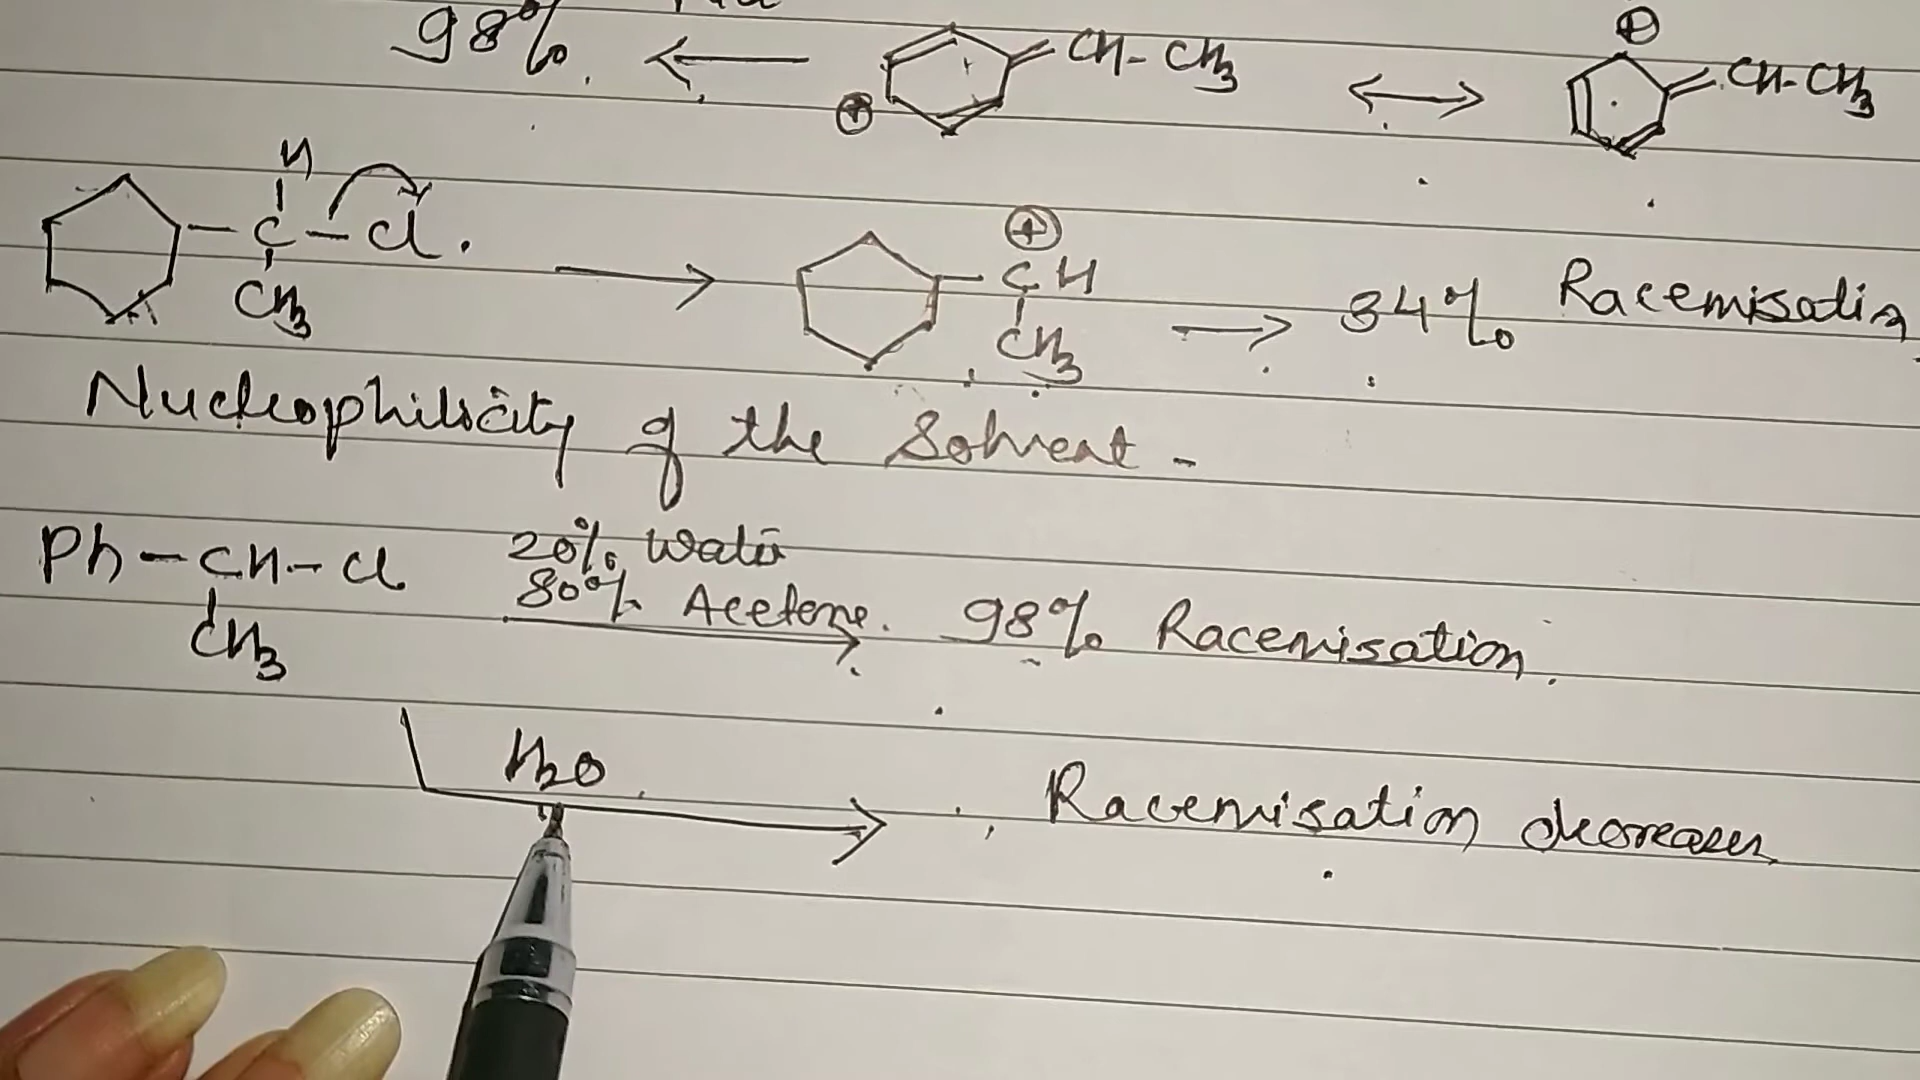 98%. ← ⊕ =CH-CH3 ↔ ⊕ =CH-CH3
H
-C-Cl.
CH3
→ ⊕ -CH
CH3
→ 34% Racemisation
Nucleophilicity of the Solvent -
Ph-CH-Cl
CH3
20% Water
80% Acetone. 98% Racemisation.
H2O Racemisation decreases